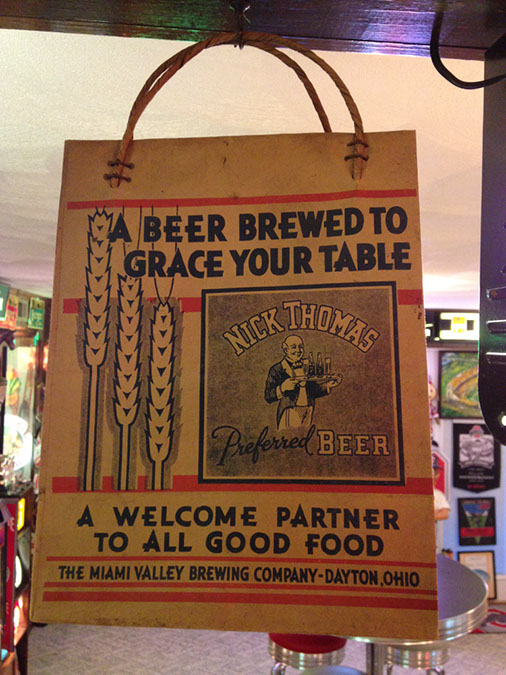 A BEER BREWED TO
GRACE YOUR TABLE
NICK THOMAS
Preferred BEER
A WELCOME PARTNER
TO ALL GOOD FOOD
THE MIAMI VALLEY BREWING COMPANY-DAYTON, OHIO